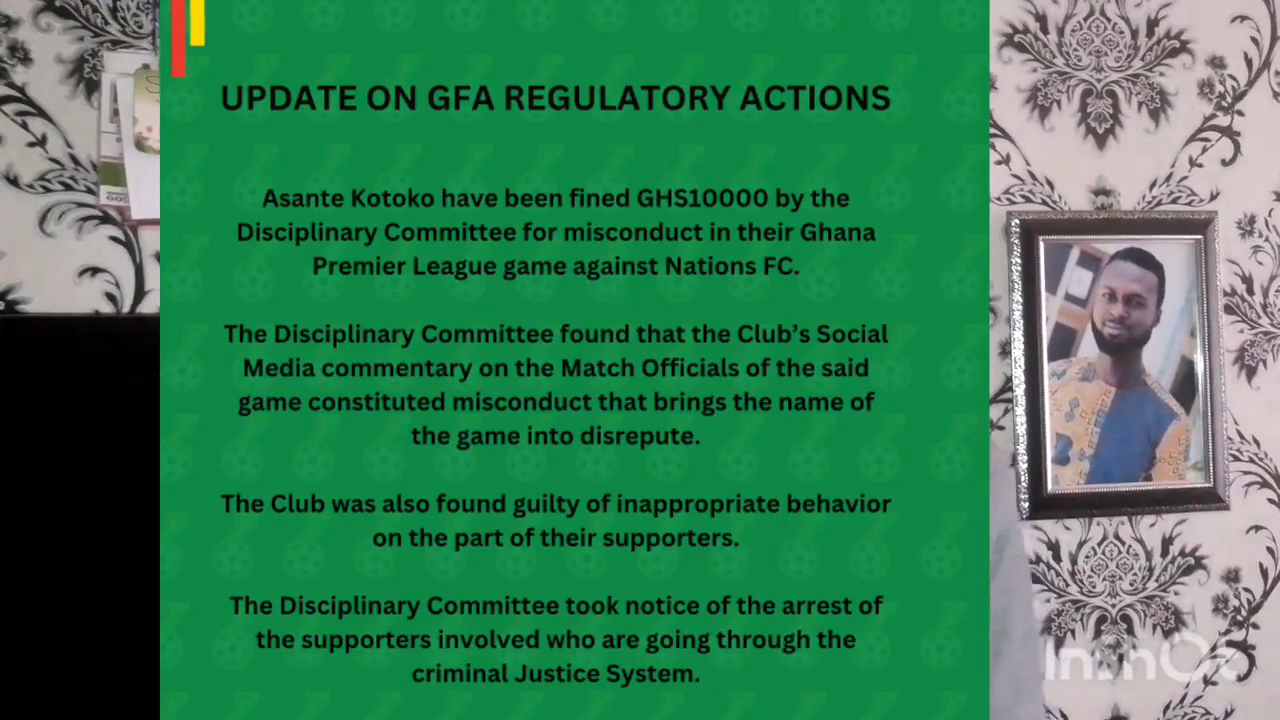 UPDATE ON GFA REGULATORY ACTIONS
Asante Kotoko have been fined GHS10000 by the
Disciplinary Committee for misconduct in their Ghana
Premier League game against Nations FC.
The Disciplinary Committee found that the Club’s Social
Media commentary on the Match Officials of the said
game constituted misconduct that brings the name of
the game into disrepute.
The Club was also found guilty of inappropriate behavior
on the part of their supporters.
The Disciplinary Committee took notice of the arrest of
the supporters involved who are going through the
criminal Justice System.